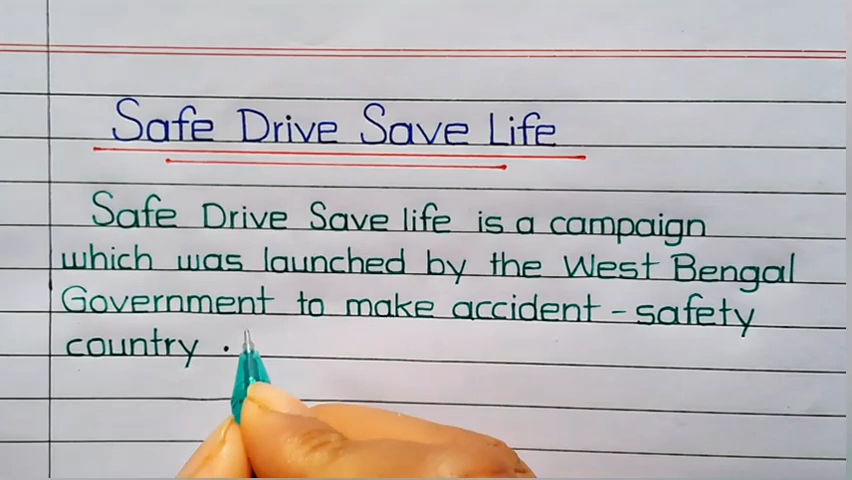 Safe Drive Save Life
Safe Drive Save life is a campaign
which was launched by the West Bengal
Government to make accident - safety
country .